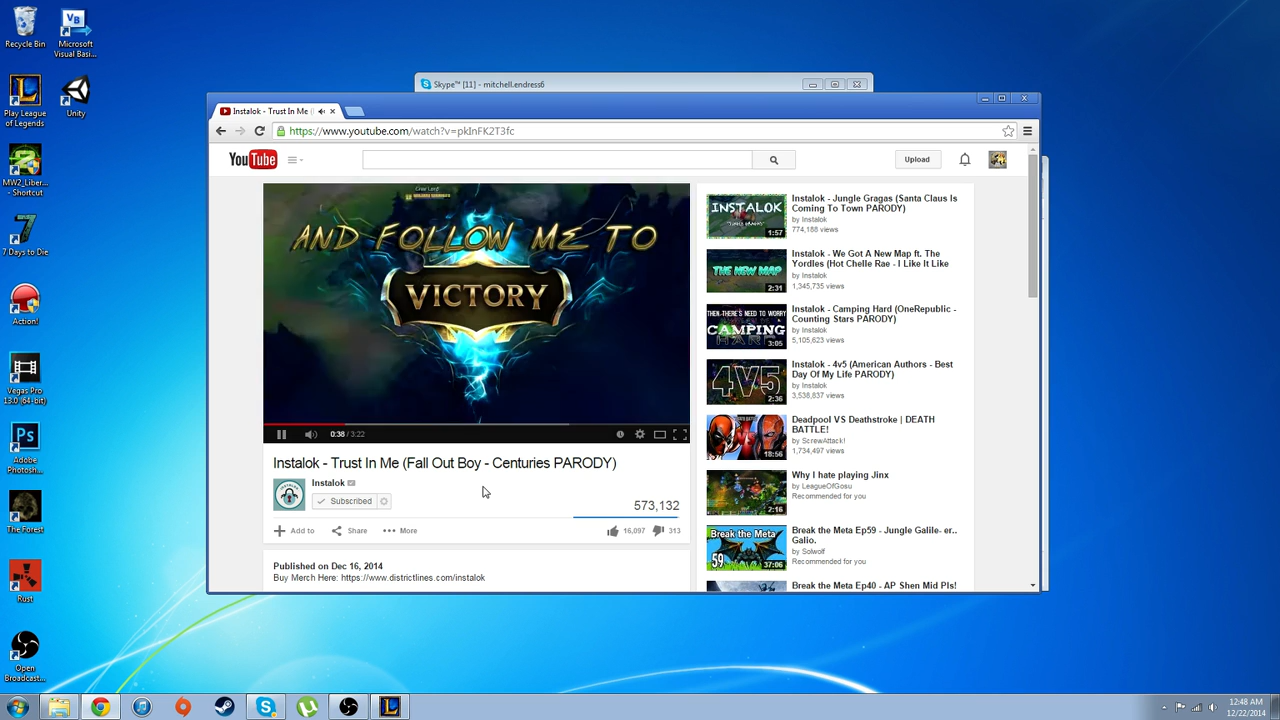 Recycle Bin
Microsoft
Visual Basi...
Play League
of Legends
Unity
MW2_Liber...
- Shortcut
7 Days to Die
Action!
Vegas Pro
13.0 (64-bit)
Adobe
Photosh...
The Forest
Rust
Open
Broadcast...
Skype™ [11] - mitchell.endress6
Instalok - Trust In Me (
https://www.youtube.com/watch?v=pkInFK2T3fc
YouTube
Upload
AND FOLLOW ME TO
VICTORY
0:38 / 3:22
Instalok - Trust In Me (Fall Out Boy - Centuries PARODY)
Instalok
Subscribed
573,132
Add to
Share
More
16,097
313
Published on Dec 16, 2014
Buy Merch Here: https://www.districtlines.com/instalok
INSTALOK
1:57
Instalok - Jungle Gragas (Santa Claus Is
Coming To Town PARODY)
by Instalok
774,188 views
THE NEW MAP
2:31
Instalok - We Got A New Map ft. The
Yordles (Hot Chelle Rae - I Like It Like
by Instalok
1,345,735 views
THEN-THERE'S NEED TO WORRY
CAMPING
HARD
3:05
Instalok - Camping Hard (OneRepublic -
Counting Stars PARODY)
by Instalok
5,105,623 views
4V5
2:36
Instalok - 4v5 (American Authors - Best
Day Of My Life PARODY)
by Instalok
3,538,837 views
18:56
Deadpool VS Deathstroke | DEATH
BATTLE!
by ScrewAttack!
1,734,497 views
2:16
Why I hate playing Jinx
by LeagueOfGosu
Recommended for you
Break the Meta
59
37:06
Break the Meta Ep59 - Jungle Galile- er..
Galio.
by Solwolf
Recommended for you
Break the Meta Ep40 - AP Shen Mid Pls!
12:48 AM
12/22/2014